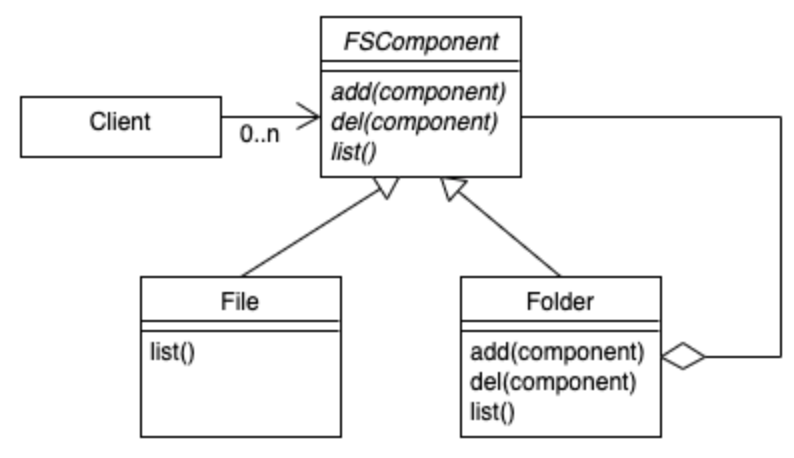 FSComponent
add(component)
del(component)
list()
Client
0..n
File
list()
Folder
add(component)
del(component)
list()